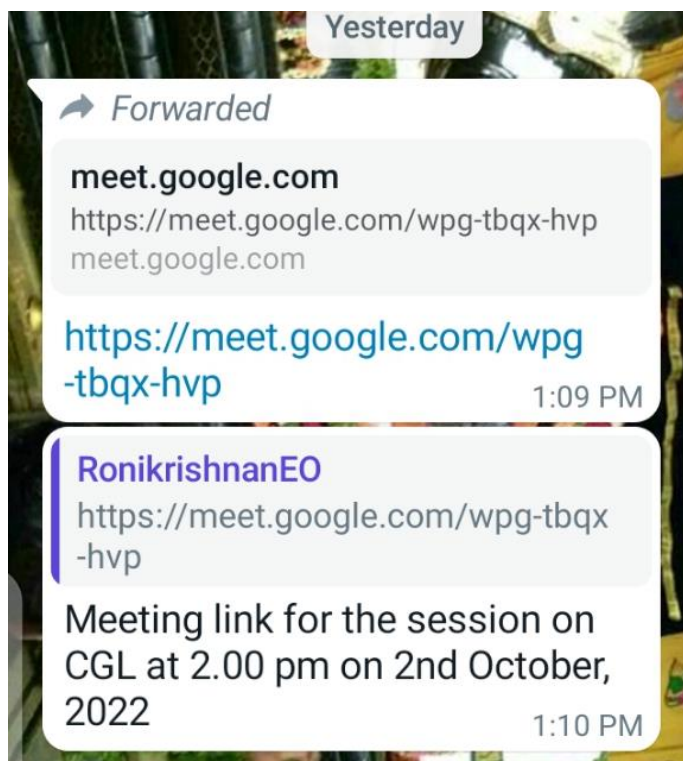 Yesterday
Forwarded
meet.google.com
https://meet.google.com/wpg-tbqx-hvp
meet.google.com
https://meet.google.com/wpg
-tbqx-hvp
1:09 PM
RonikrishnanEO
https://meet.google.com/wpg-tbqx
-hvp
Meeting link for the session on
CGL at 2.00 pm on 2nd October,
2022
1:10 PM